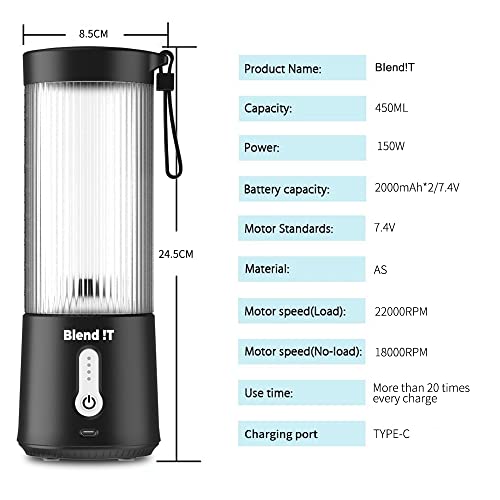 8.5CM
24.5CM
Blend !T
Product Name: Blend!T
Capacity: 450ML
Power: 150W
Battery capacity: 2000mAh*2/7.4V
Motor Standards: 7.4V
Material: AS
Motor speed(Load): 22000RPM
Motor speed(No-load): 18000RPM
Use time: More than 20 times
every charge
Charging port TYPE-C